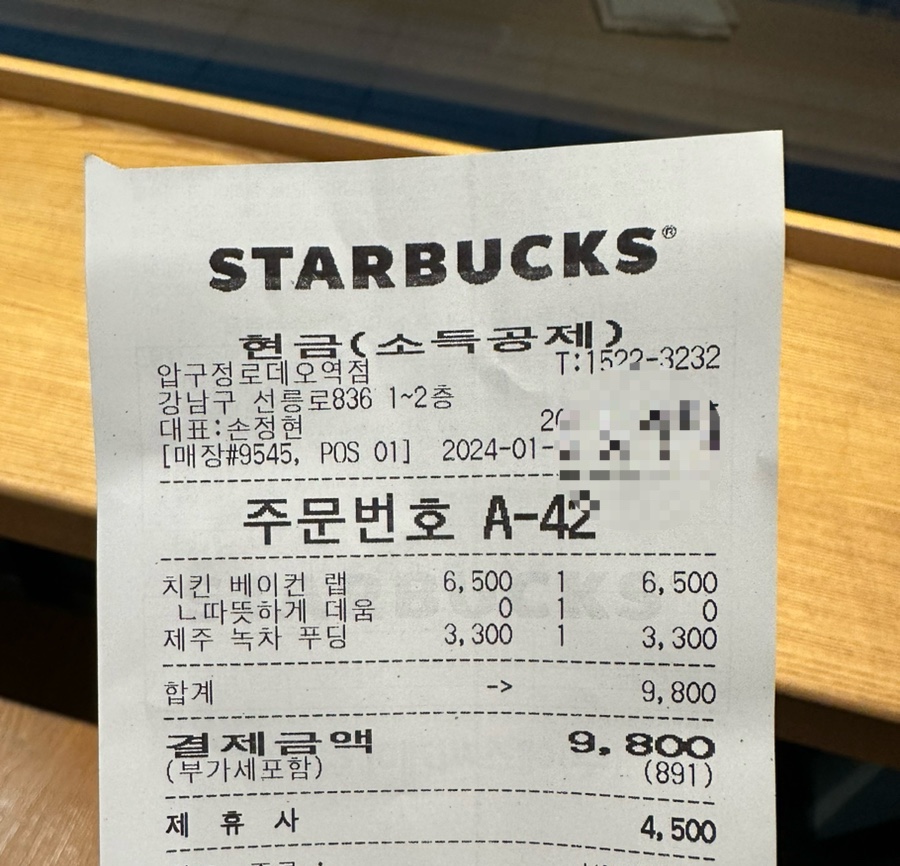 STARBUCKS®
현금(소득공제)
압구정로데오역점 T:1522-3232
강남구 선릉로836 1~2층
대표:손정현
[매장#9545, POS 01] 2024-01-
주문번호 A-42
치킨 베이컨 랩 6,500 1 6,500
ㄴ따뜻하게 데움 0 1 0
제주 녹차 푸딩 3,300 1 3,300
합계 -> 9,800
결제금액 9,800
(부가세포함) (891)
제 휴 사 4,500